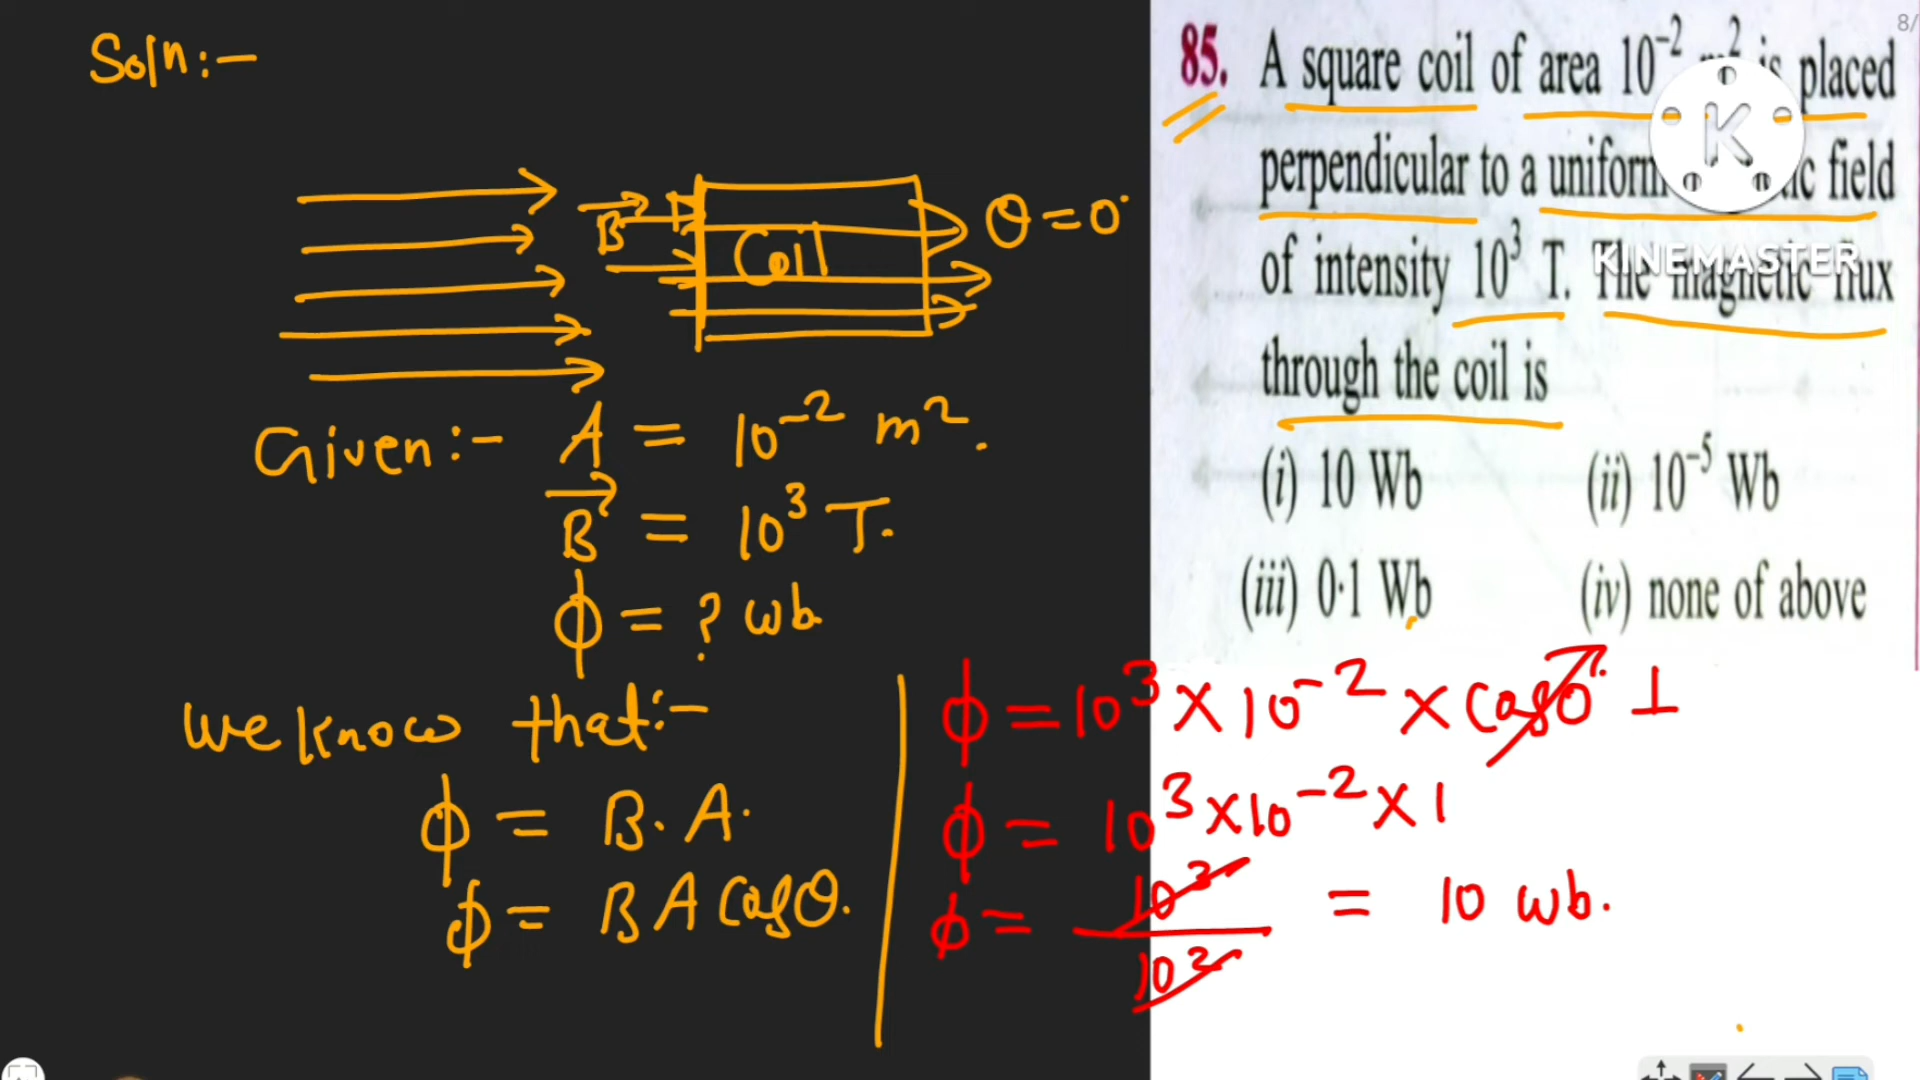 Soln:-
B
Coil
θ = 0°
Given:- A = 10⁻² m².
B = 10³ T.
ϕ = ? wb
we know that:-
ϕ = B. A.
ϕ = B A Cosθ.
8/
85. A square coil of area 10⁻² m² is placed
perpendicular to a uniform field
of intensity 10³ T. The magnetic flux
through the coil is
(i) 10 Wb (ii) 10⁻⁵ Wb
(iii) 0·1 Wb (iv) none of above
K
KINEMASTER
ϕ = 10³ × 10⁻² × Cos0° 1
ϕ = 10³ × 10⁻² × 1
ϕ = 10³ / 10² = 10 wb.